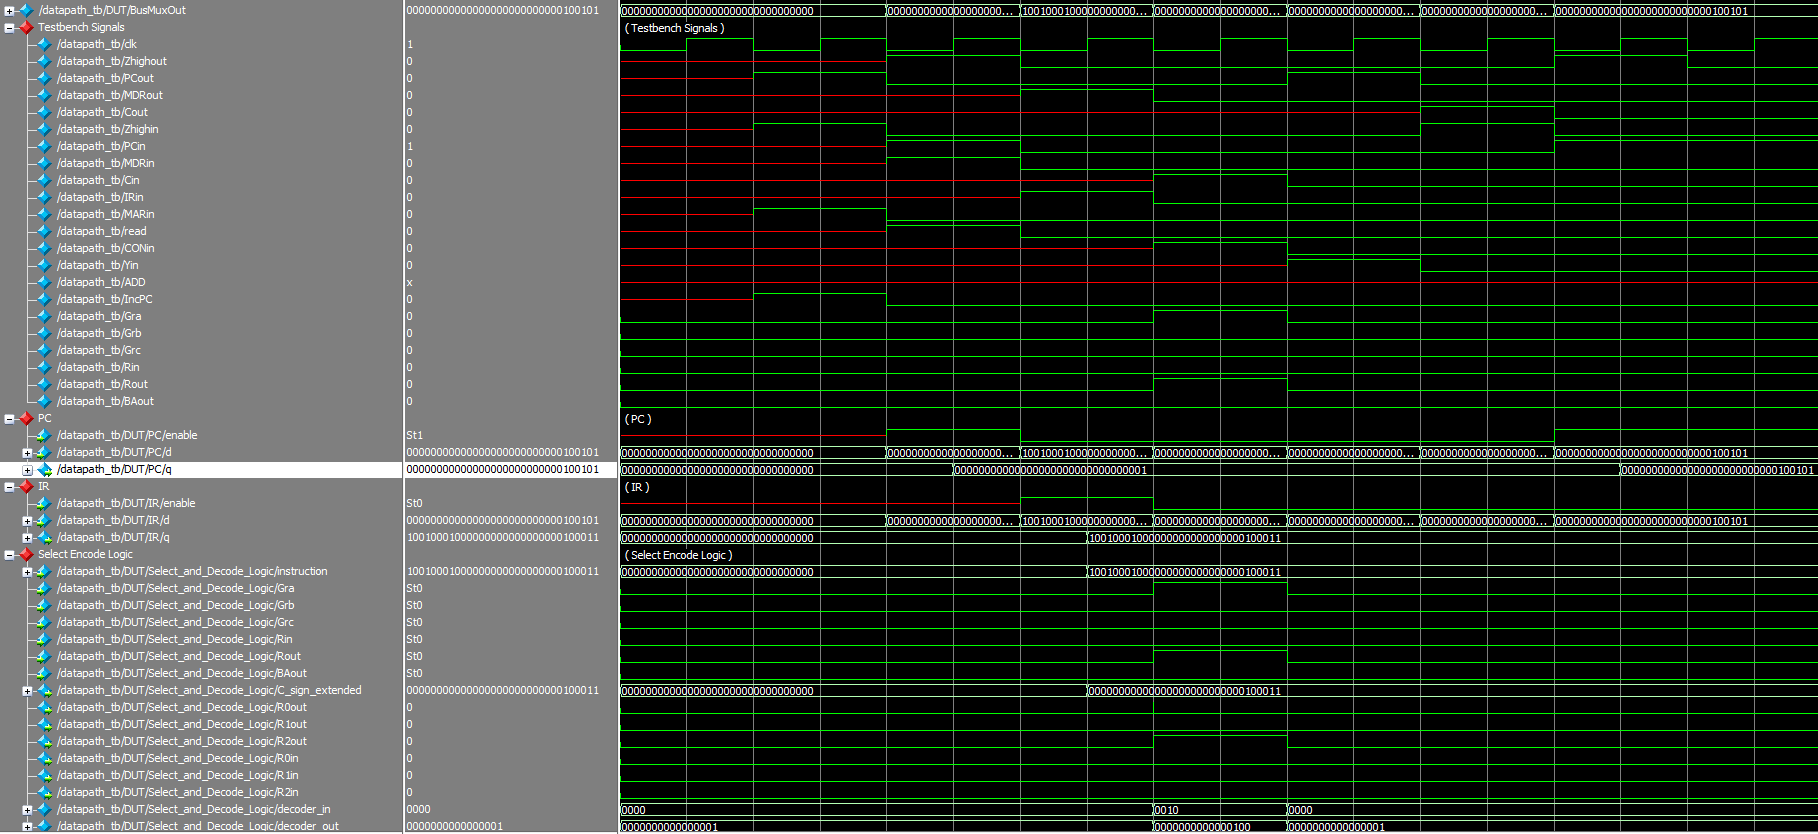 /datapath_tb/DUT/BusMuxOut 00000000000000000000000000100101 00000000000000000000000000000000 0000000000000000000... 1001000100000000000... 0000000000000000000... 0000000000000000000... 0000000000000000000... 00000000000000000000000000100101
Testbench Signals (Testbench Signals)
/datapath_tb/clk 1
/datapath_tb/Zhighout 0
/datapath_tb/PCout 0
/datapath_tb/MDRout 0
/datapath_tb/Cout 0
/datapath_tb/Zhighin 0
/datapath_tb/PCin 1
/datapath_tb/MDRin 0
/datapath_tb/Cin 0
/datapath_tb/IRin 0
/datapath_tb/MARin 0
/datapath_tb/read 0
/datapath_tb/CONin 0
/datapath_tb/Yin 0
/datapath_tb/ADD x
/datapath_tb/IncPC 0
/datapath_tb/Gra 0
/datapath_tb/Grb 0
/datapath_tb/Grc 0
/datapath_tb/Rin 0
/datapath_tb/Rout 0
/datapath_tb/BAout 0
PC (PC)
/datapath_tb/DUT/PC/enable St1
/datapath_tb/DUT/PC/d 00000000000000000000000000100101 00000000000000000000000000000000 0000000000000000000... 1001000100000000000... 0000000000000000000... 0000000000000000000... 0000000000000000000... 00000000000000000000000000100101
/datapath_tb/DUT/PC/q 00000000000000000000000000100101 00000000000000000000000000000000 00000000000000000000000000000001 00000000000000000000000000100101
IR (IR)
/datapath_tb/DUT/IR/enable St0
/datapath_tb/DUT/IR/d 00000000000000000000000000100101 00000000000000000000000000000000 0000000000000000000... 1001000100000000000... 0000000000000000000... 0000000000000000000... 0000000000000000000... 00000000000000000000000000100101
/datapath_tb/DUT/IR/q 10010001000000000000000000100011 00000000000000000000000000000000 10010001000000000000000000100011
Select Encode Logic (Select Encode Logic)
/datapath_tb/DUT/Select_and_Decode_Logic/instruction 10010001000000000000000000100011 00000000000000000000000000000000 10010001000000000000000000100011
/datapath_tb/DUT/Select_and_Decode_Logic/Gra St0
/datapath_tb/DUT/Select_and_Decode_Logic/Grb St0
/datapath_tb/DUT/Select_and_Decode_Logic/Grc St0
/datapath_tb/DUT/Select_and_Decode_Logic/Rin St0
/datapath_tb/DUT/Select_and_Decode_Logic/Rout St0
/datapath_tb/DUT/Select_and_Decode_Logic/BAout St0
/datapath_tb/DUT/Select_and_Decode_Logic/C_sign_extended 00000000000000000000000000100011 00000000000000000000000000000000 00000000000000000000000000100011
/datapath_tb/DUT/Select_and_Decode_Logic/R0out 0
/datapath_tb/DUT/Select_and_Decode_Logic/R1out 0
/datapath_tb/DUT/Select_and_Decode_Logic/R2out 0
/datapath_tb/DUT/Select_and_Decode_Logic/R0in 0
/datapath_tb/DUT/Select_and_Decode_Logic/R1in 0
/datapath_tb/DUT/Select_and_Decode_Logic/R2in 0
/datapath_tb/DUT/Select_and_Decode_Logic/decoder_in 0000 0000 0010 0000
/datapath_tb/DUT/Select_and_Decode_Logic/decoder_out 0000000000000001 0000000000000001 0000000000000100 0000000000000001